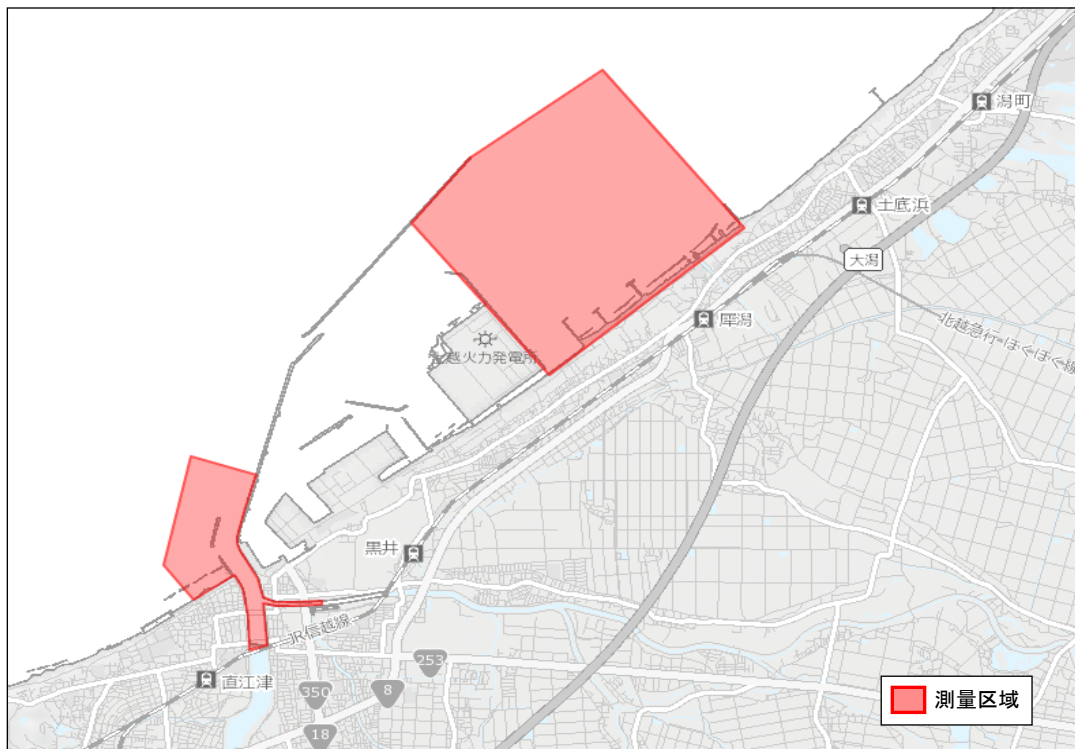 潟町
土底浜
大潟
犀潟
北越急行 ほくほく線
越火力発電所
黒井
JR信越線
直江津
253
8
350
18
測量区域